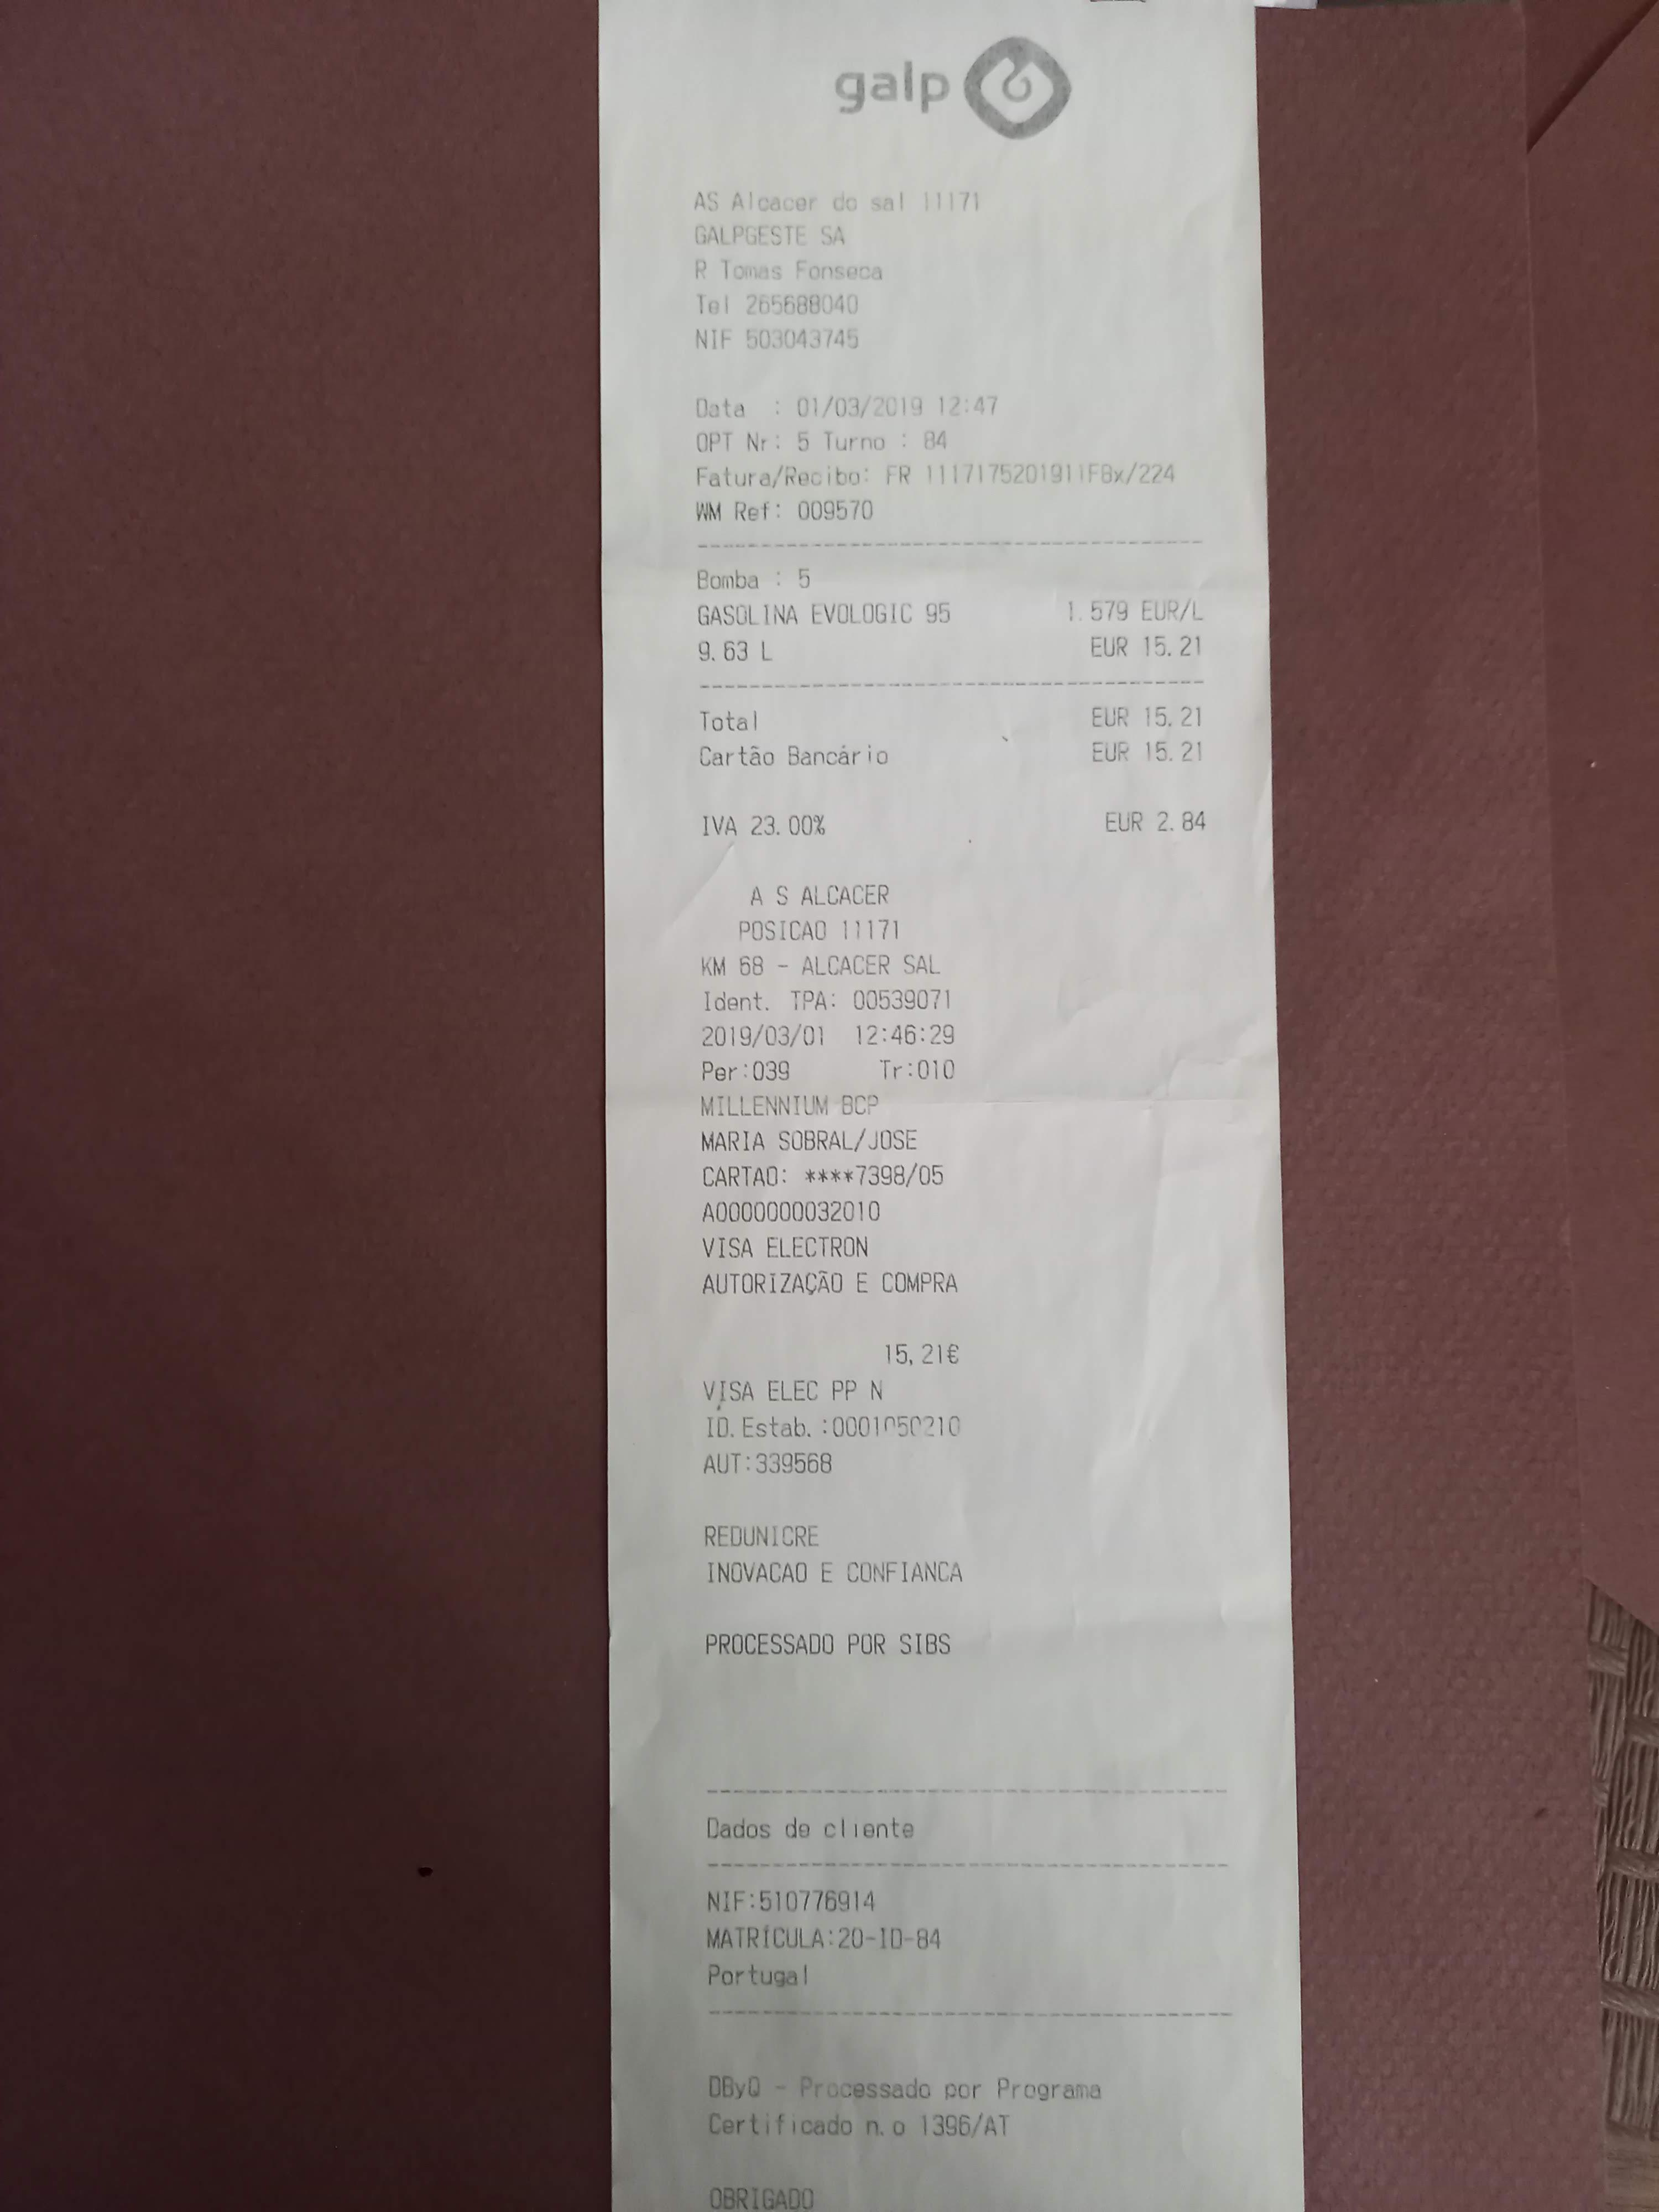 galp
AS Alcacer do sal 11171
GALPGESTE SA
R Tomas Fonseca
Tel 265688040
NIF 503043745
Data : 01/03/2019 12:47
OPT Nr: 5 Turno : 84
Fatura/Recibo: FR 1117175201911FBx/224
WM Ref: 009570
Bomba : 5
GASOLINA EVOLOGIC 95 1.579 EUR/L
9.63 L EUR 15.21
Total EUR 15.21
Cartão Bancário EUR 15.21
IVA 23.00% EUR 2.84
A S ALCACER
POSICAO 11171
KM 68 - ALCACER SAL
Ident. TPA: 00539071
2019/03/01 12:46:29
Per:039 Tr:010
MILLENNIUM BCP
MARIA SOBRAL/JOSE
CARTAO: ****7398/05
A0000000032010
VISA ELECTRON
AUTORIZAÇÃO E COMPRA
15,21€
VISA ELEC PP N
ID.Estab.:0001050210
AUT:339568
REDUNICRE
INOVACAO E CONFIANCA
PROCESSADO POR SIBS
Dados de cliente
NIF:510776914
MATRÍCULA:20-ID-84
Portugal
DByQ - Processado por Programa
Certificado n.o 1396/AT
OBRIGADO